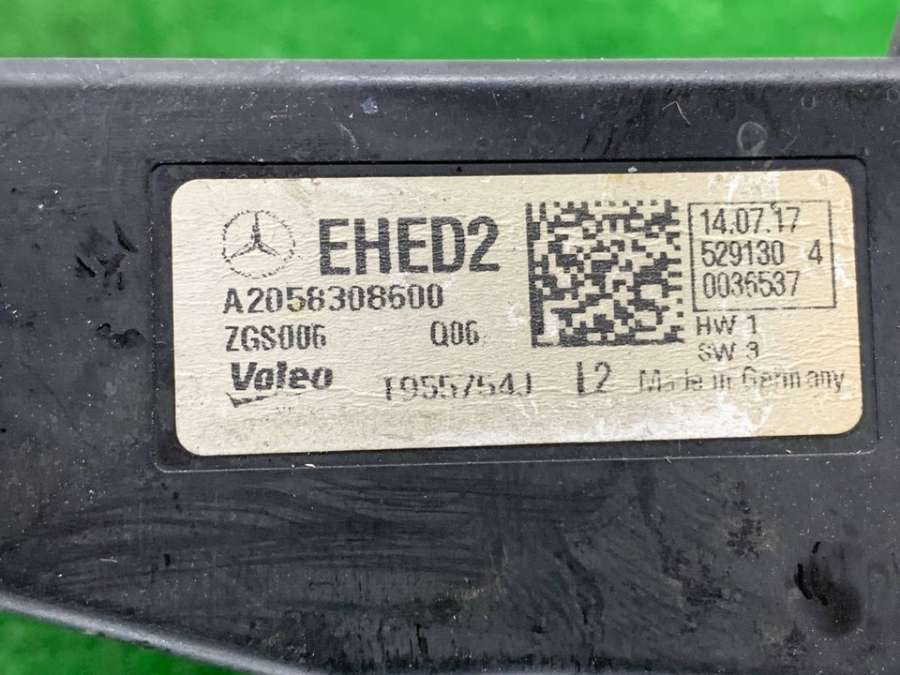 EHED2
A2058308600
ZGS006 Q06
Valeo T955754J L2 Made in Germany
14.07.17
529130 4
0036537
HW 1
SW 3